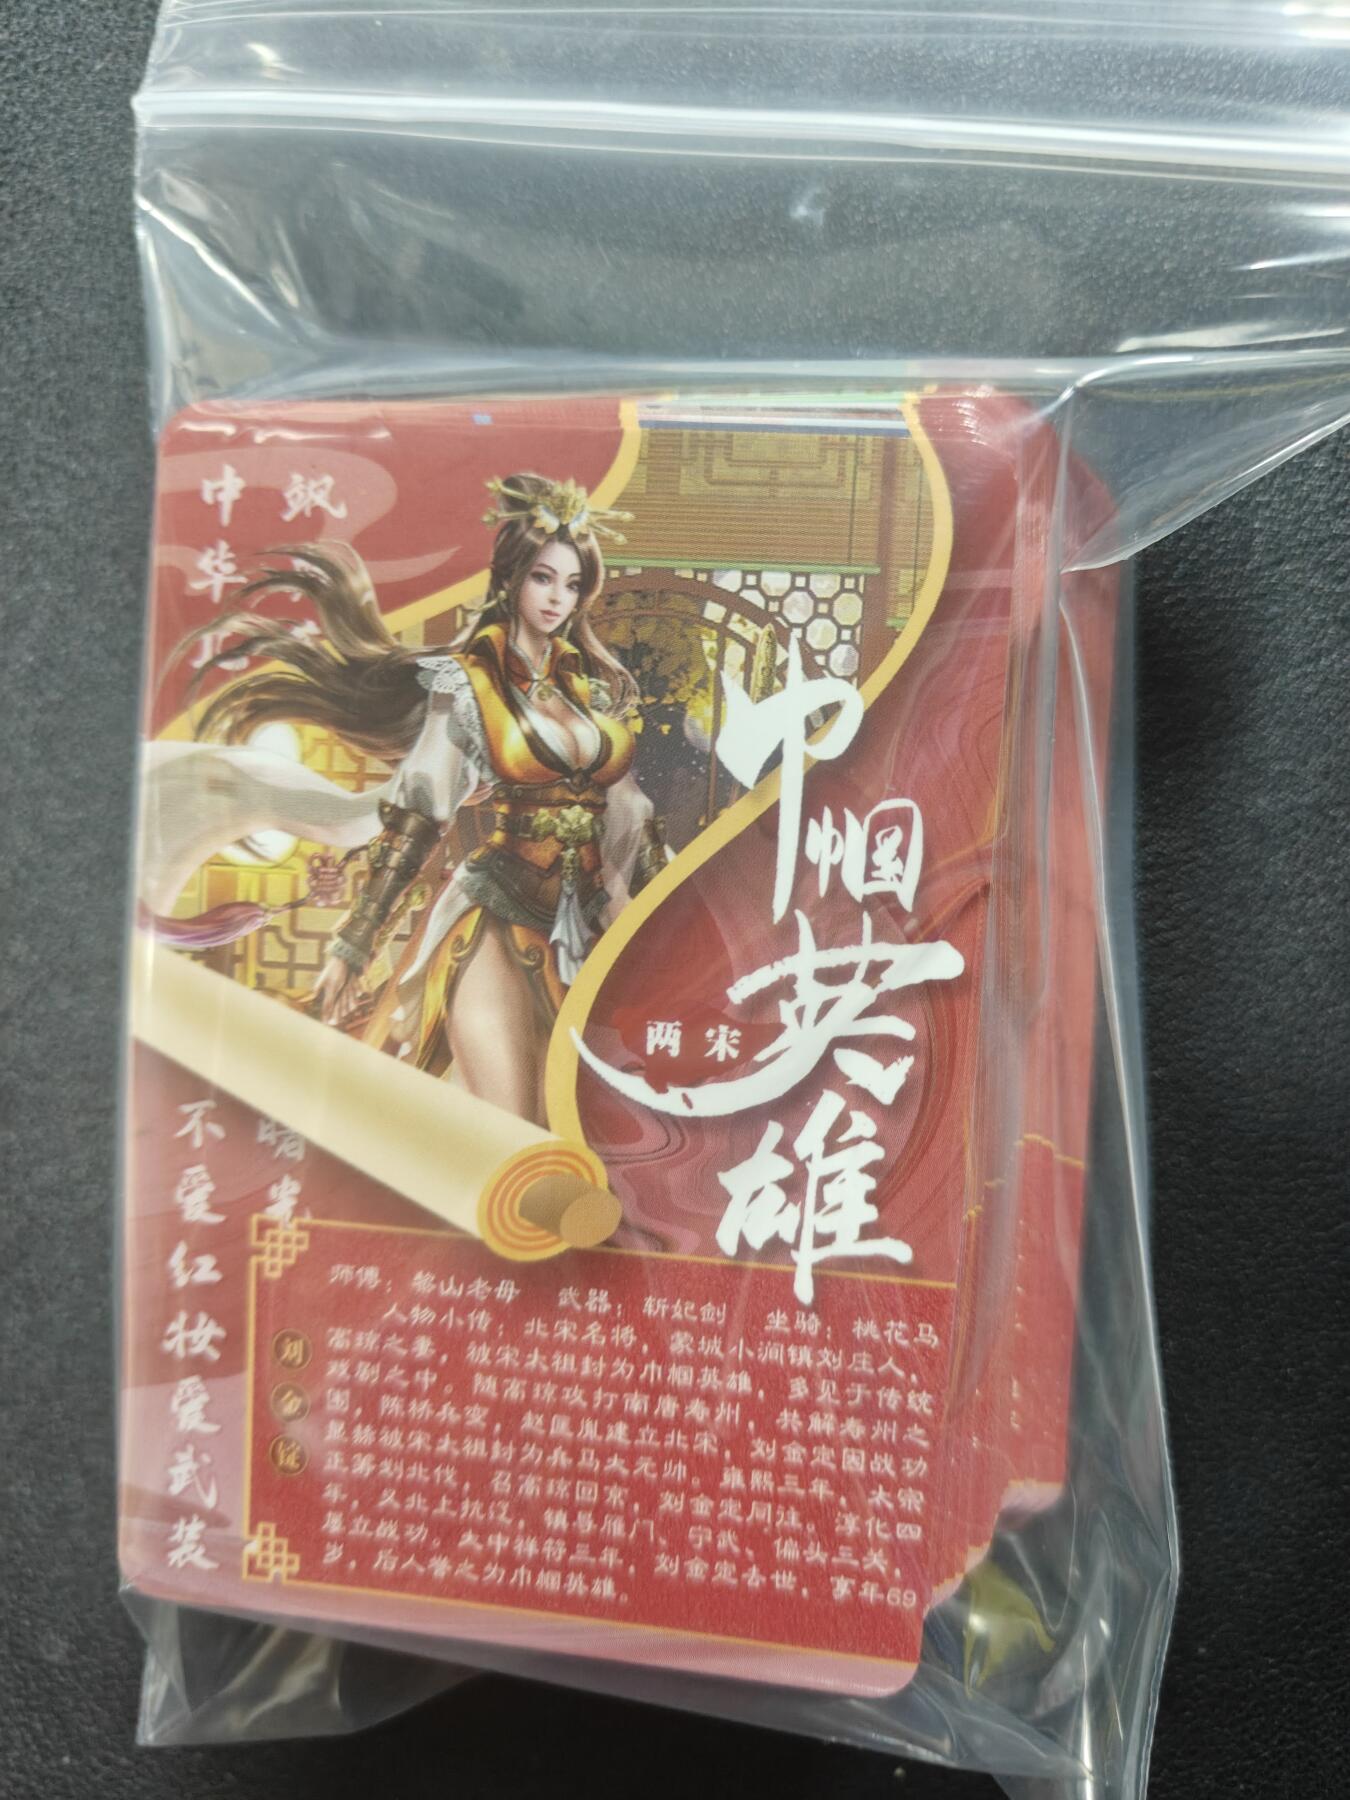 飒
中华儿
曙光
不爱红妆爱武装
巾帼英雄
两宋
刘金锭
师傅：黎山老母 武器：斩妃剑 坐骑：桃花马
人物小传：北宋名将，蒙城小涧镇刘庄人，
高琼之妻，被宋太祖封为巾帼英雄，多见于传统
戏剧之中。随高琼攻打南唐寿州，共解寿州之
围，陈桥兵变，赵匡胤建立北宋，刘金定因战功
显赫被宋太祖封为兵马大元帅。雍熙三年，太宗
正筹划北伐，召高琼回京，刘金定同往。淳化四
年，又北上抗辽，镇导雁门、宁武、偏头三关，
屡立战功。大中祥符三年，刘金定去世，享年69
岁，后人誉之为巾帼英雄。